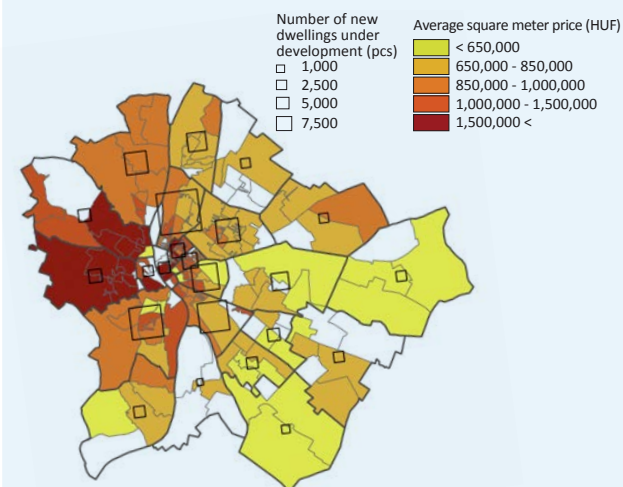 Number of new
dwellings under
development (pcs)
1,000
2,500
5,000
7,500
Average square meter price (HUF)
< 650,000
650,000 - 850,000
850,000 - 1,000,000
1,000,000 - 1,500,000
1,500,000 <